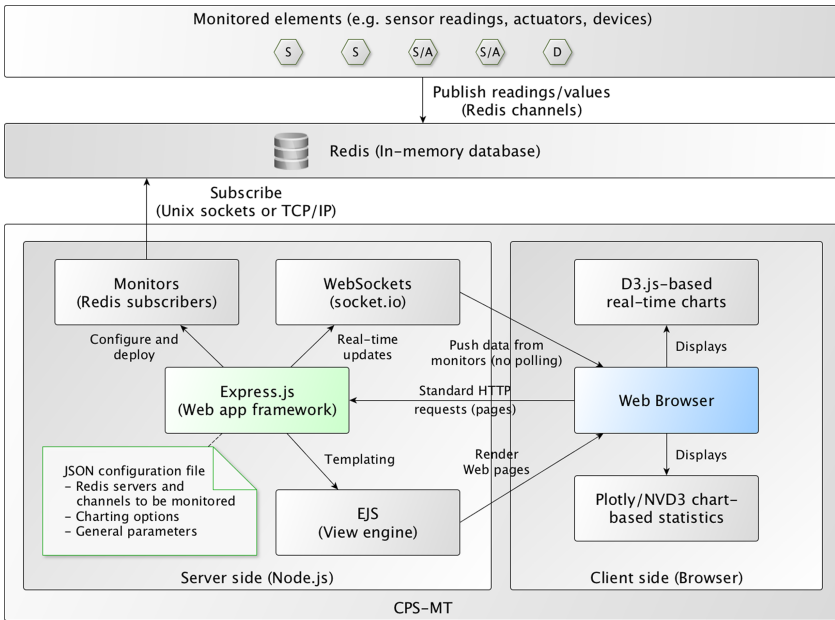 Monitored elements (e.g. sensor readings, actuators, devices)
S S S/A S/A D
Publish readings/values
(Redis channels)
Redis (In-memory database)
Subscribe
(Unix sockets or TCP/IP)
Monitors
(Redis subscribers)
WebSockets
(socket.io)
D3.js-based
real-time charts
Configure and
deploy
Real-time
updates
Push data from
monitors (no polling)
Displays
Express.js
(Web app framework)
Standard HTTP
requests (pages)
Web Browser
JSON configuration file
- Redis servers and
channels to be monitored
- Charting options
- General parameters
Templating
Render
Web pages
Displays
EJS
(View engine)
Plotly/NVD3 chart-
based statistics
Server side (Node.js)
Client side (Browser)
CPS-MT